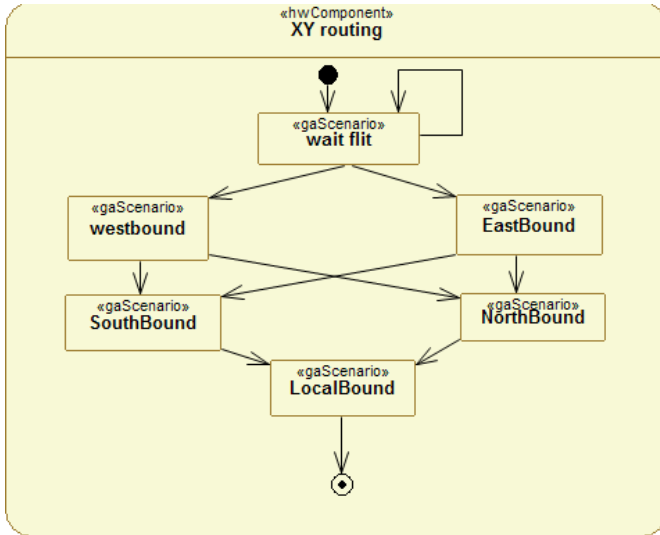 «hwComponent»
XY routing
«gaScenario»
wait flit
«gaScenario»
westbound
«gaScenario»
EastBound
«gaScenario»
SouthBound
«gaScenario»
NorthBound
«gaScenario»
LocalBound